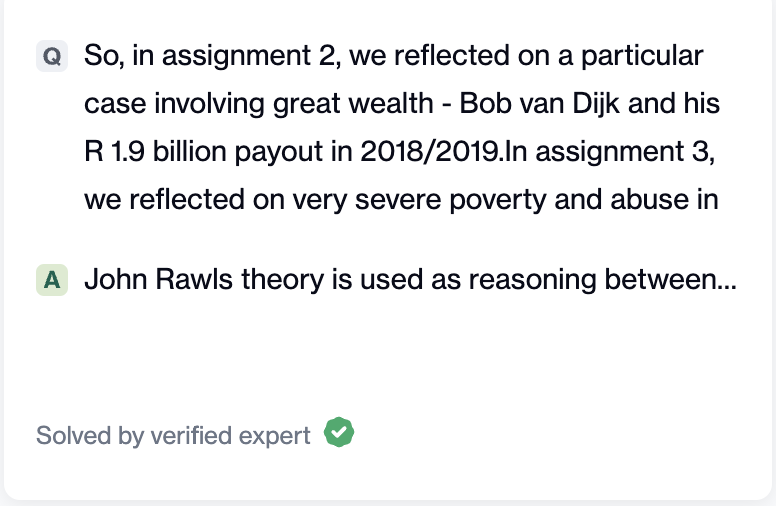 Q So, in assignment 2, we reflected on a particular
case involving great wealth - Bob van Dijk and his
R 1.9 billion payout in 2018/2019.In assignment 3,
we reflected on very severe poverty and abuse in
A John Rawls theory is used as reasoning between...
Solved by verified expert